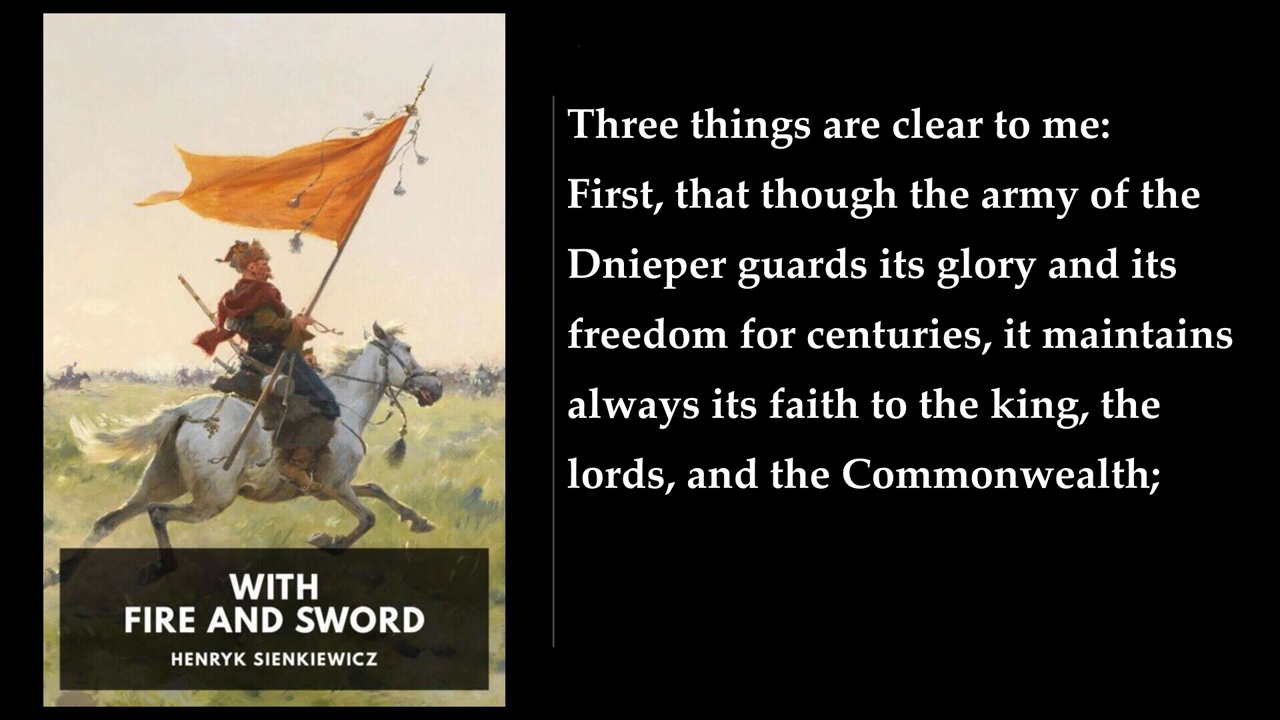 WITH
FIRE AND SWORD
HENRYK SIENKIEWICZ
Three things are clear to me:
First, that though the army of the
Dnieper guards its glory and its
freedom for centuries, it maintains
always its faith to the king, the
lords, and the Commonwealth;